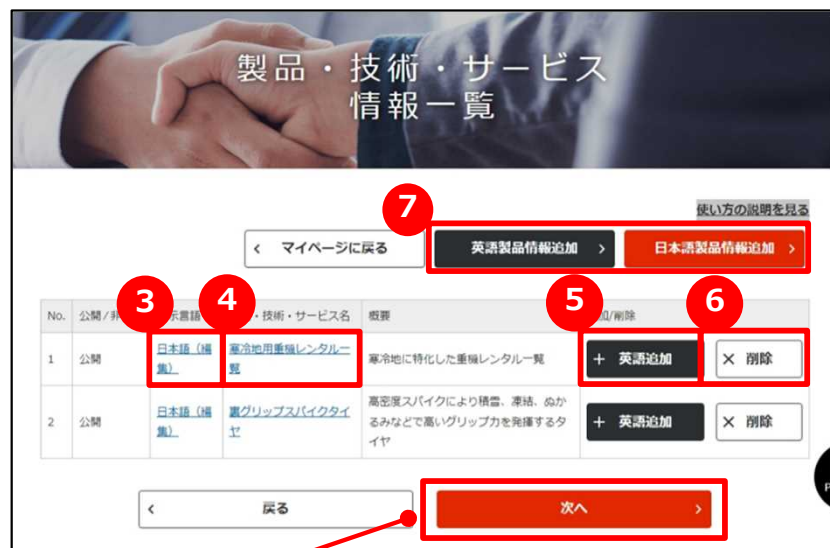 製品・技術・サービス
情報一覧
7
使い方の説明を見る
< マイページに戻る
英語製品情報追加 >
日本語製品情報追加 >
3
4
5
6
No.
公開/非
示言語
・技術・サービス名
概要
加/削除
1
公開
日本語（編
集）
寒冷地用重機レンタル一
覧
寒冷地に特化した重機レンタル一覧
+ 英語追加
× 削除
2
公開
日本語（編
集）
裏グリップスパイクタイ
ヤ
高密度スパイクにより積雪、凍結、ぬか
るみなどで高いグリップ力を発揮するタ
イヤ
+ 英語追加
× 削除
< 戻る
次へ >